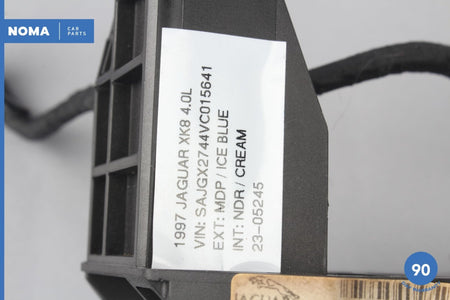 NOMA
CAR
PARTS
1997 JAGUAR XK8 4.0L
VIN: SAJGX2744VC015641
EXT: MDP / ICE BLUE
INT: NDR / CREAM
23-05245
JAGUAR
90